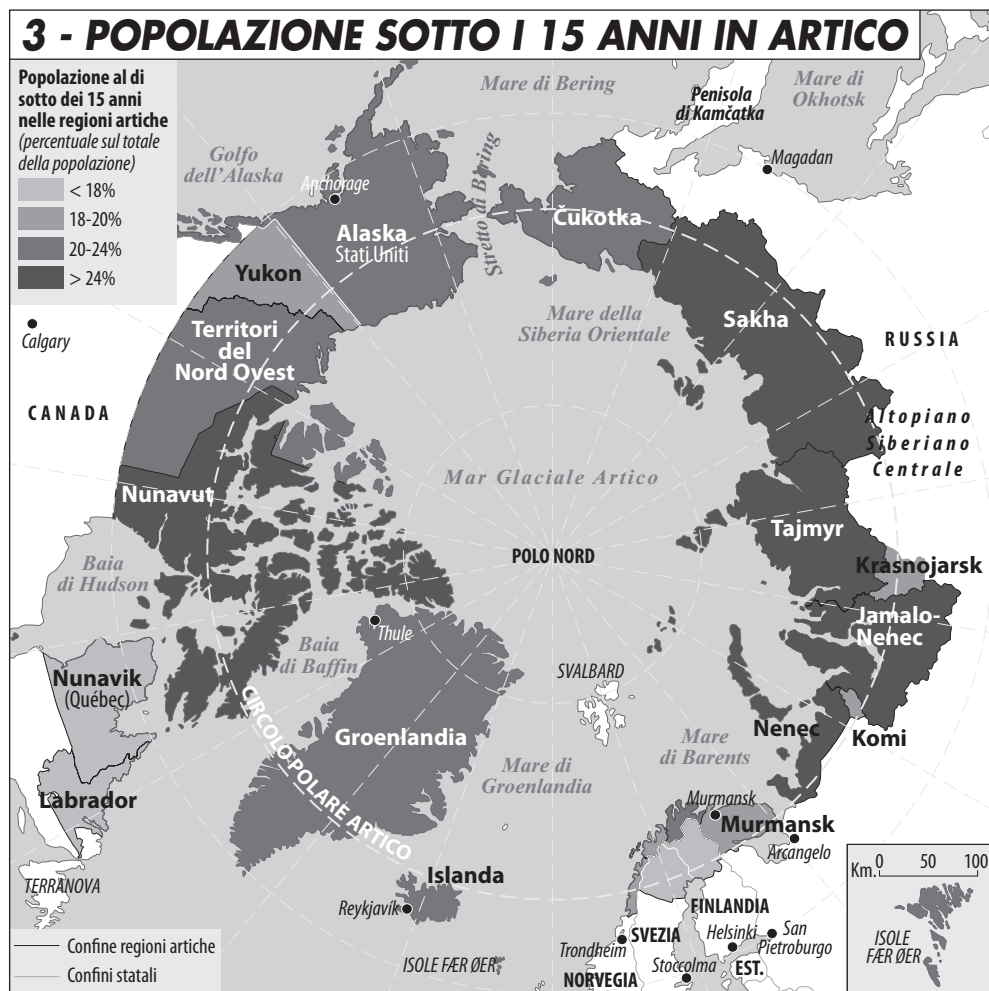 3 - POPOLAZIONE SOTTO I 15 ANNI IN ARTICO
Popolazione al di
sotto dei 15 anni
nelle regioni artiche
(percentuale sul totale
della popolazione)
< 18%
18-20%
20-24%
> 24%
Mare di Bering
Mare di
Okhotsk
Penisola
di Kamčatka
Magadan
Golfo
dell'Alaska
Anchorage
Stretto di Bering
Alaska
Stati Uniti
Čukotka
Yukon
Mare della
Siberia Orientale
Sakha
RUSSIA
Calgary
Territori
del
Nord Ovest
CANADA
Altopiano
Siberiano
Centrale
Mar Glaciale Artico
Nunavut
Tajmyr
POLO NORD
Baia
di Hudson
Krasnojarsk
Jamalo-
Nenec
Thule
Baia
di Baffin
SVALBARD
Nunavik
(Québec)
CIRCOLO POLARE ARTICO
Groenlandia
Nenec
Komi
Mare
di Barents
Mare di
Groenlandia
Labrador
Murmansk
Murmansk
Arcangelo
TERRANOVA
Islanda
Reykjavík
FINLANDIA
Helsinki
San
Pietroburgo
SVEZIA
Trondheim
NORVEGIA
Stoccolma
EST.
ISOLE FÆR ØER
Km. 0 50 100
ISOLE
FÆR ØER
Confine regioni artiche
Confini statali